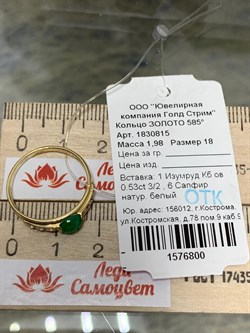 ООО "Ювелирная
компания Голд Стрим"
Кольцо ЗОЛОТО 585°
Арт. 1830815
Масса 1,98 Размер 18
Цена за гр.
Цена изд.
Вставка: 1 Изумруд Кб ов
0.53ct 3/2 , 6 Сапфир
натур. белый
ОТК
Юр. адрес: 156012, г.Кострома,
ул.Костромская, д.78 пом.9 каб.9
1576800
Леди
Самоцвет
Леди
Самоцвет
ГОСТ 17435